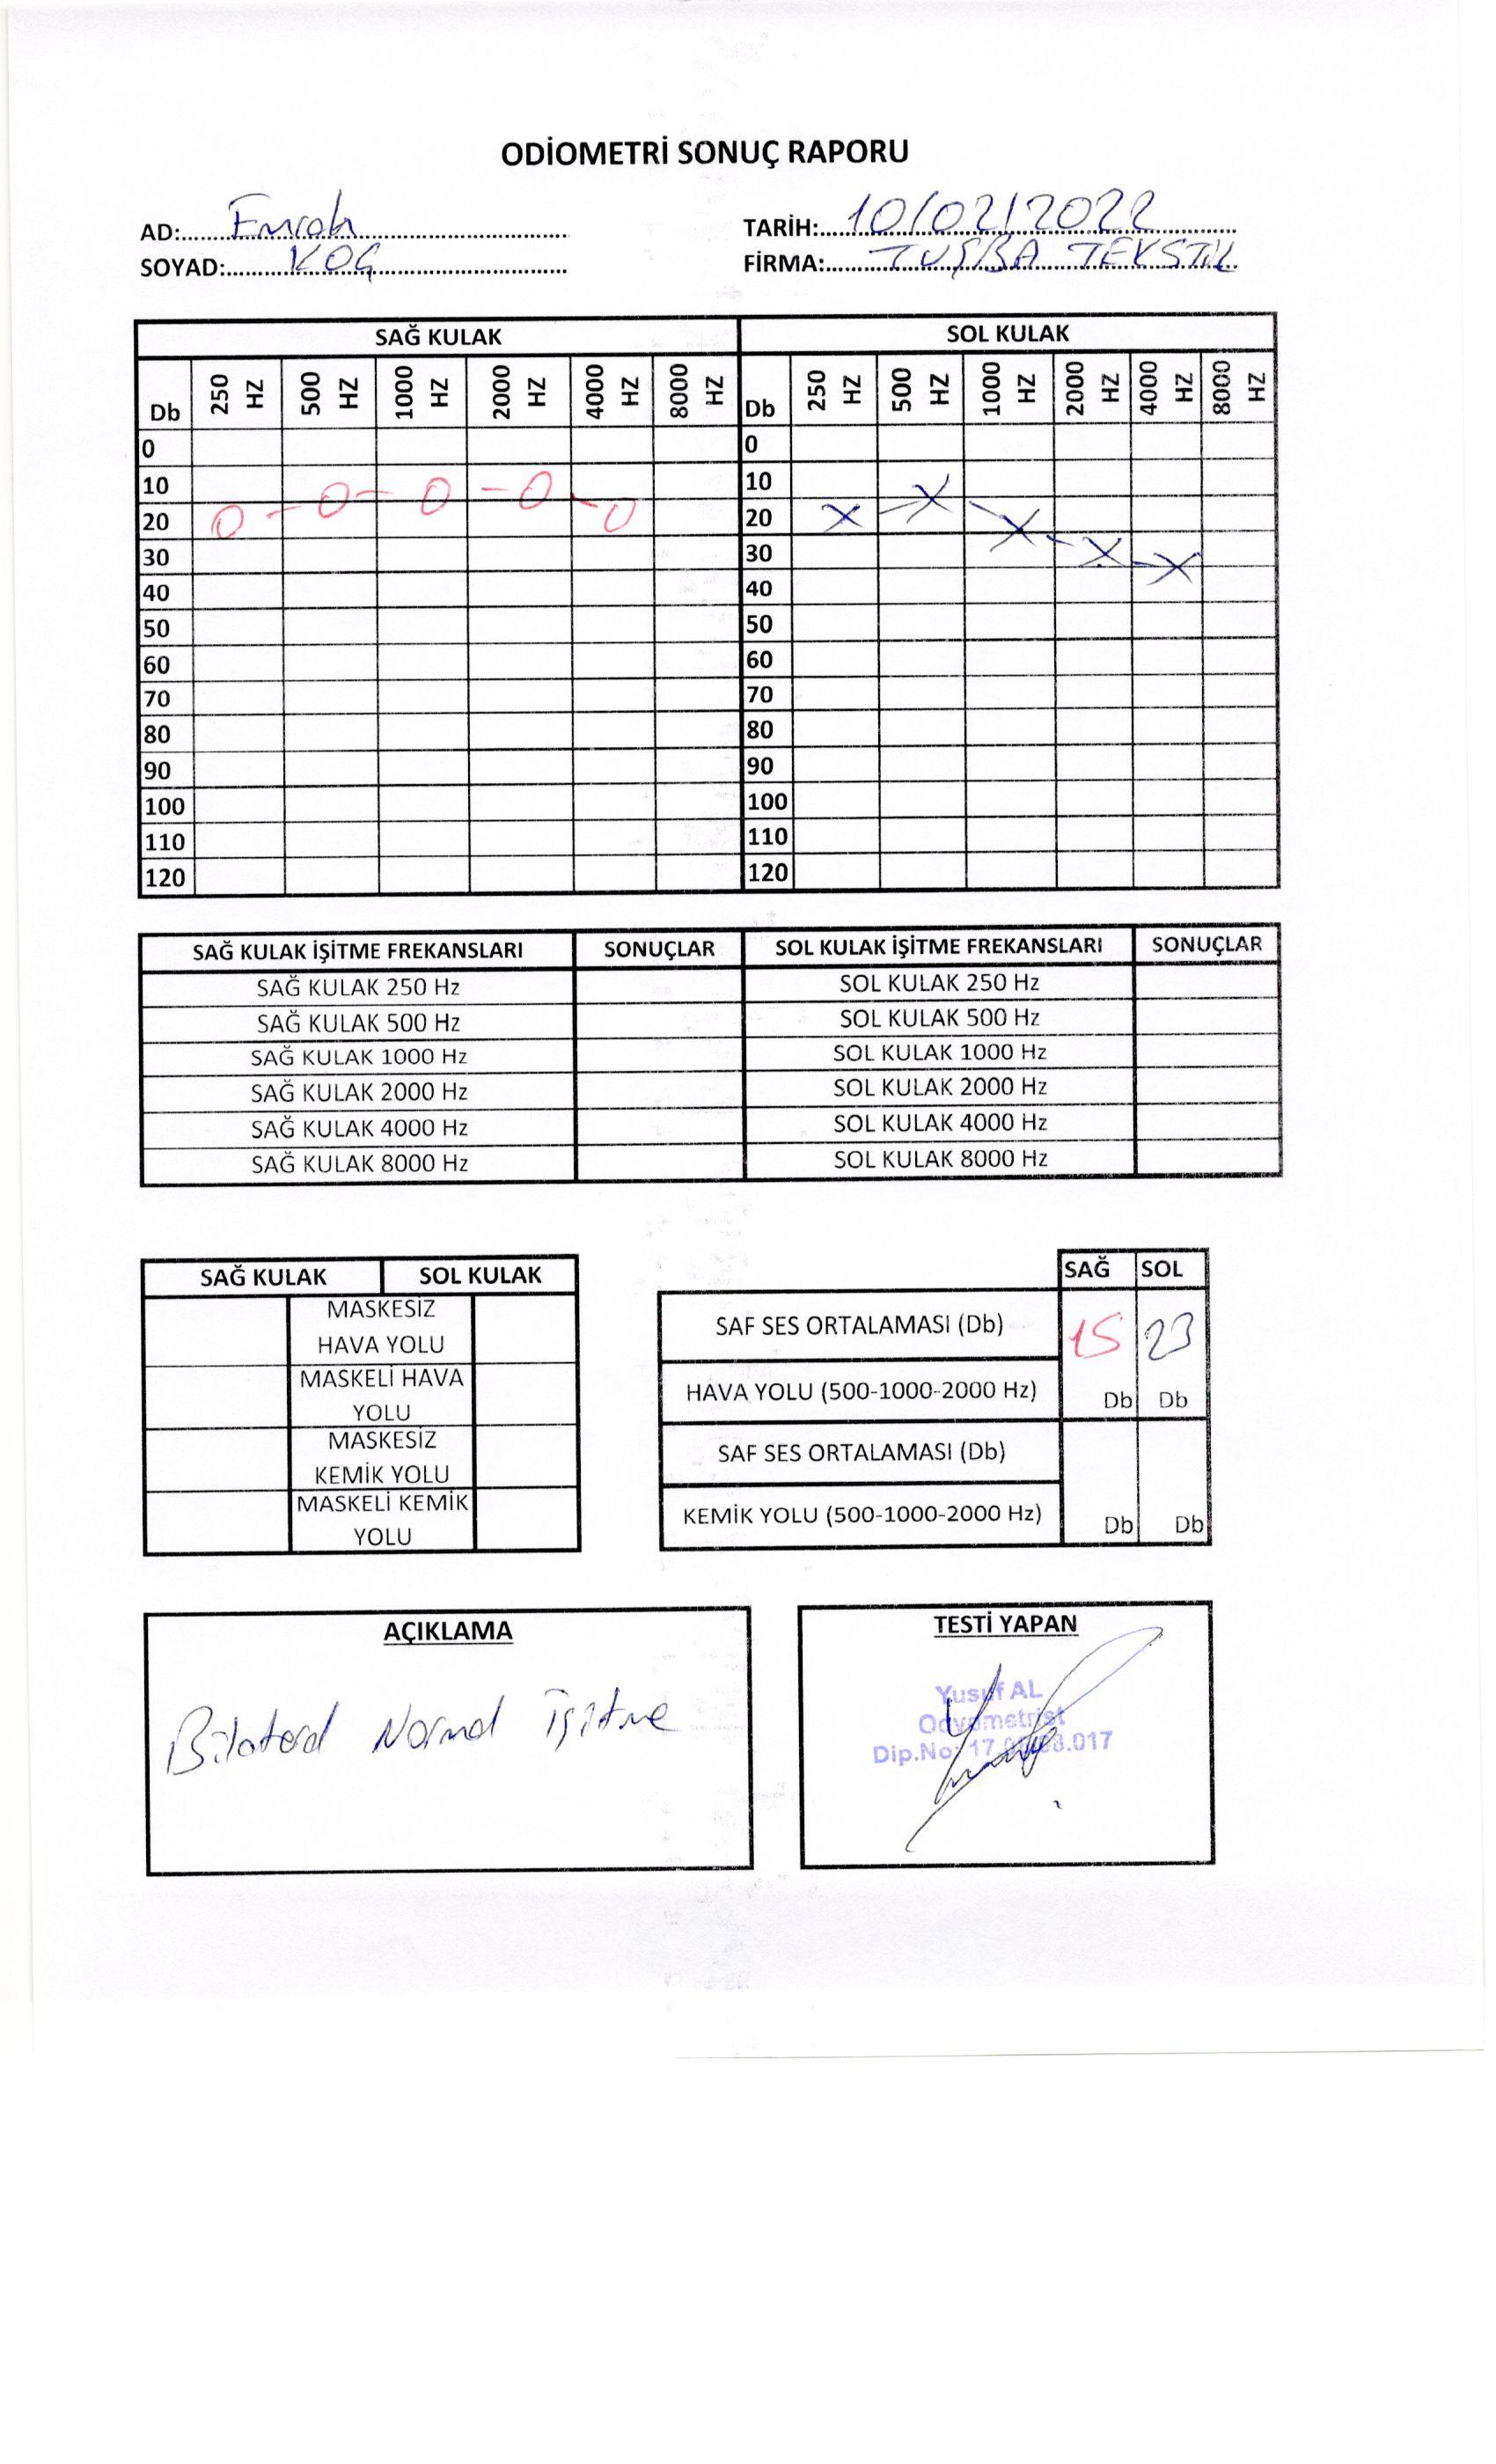 ODİOMETRİ SONUÇ RAPORU
AD: Emrah TARİH: 10/02/2022
SOYAD: KOÇ FİRMA: TUŞBA TEKSTİL
SAĞ KULAK SOL KULAK
Db 250 HZ 500 HZ 1000 HZ 2000 HZ 4000 HZ 8000 HZ Db 250 HZ 500 HZ 1000 HZ 2000 HZ 4000 HZ 8000 HZ
0 0
10 10
20 20
30 30
40 40
50 50
60 60
70 70
80 80
90 90
100 100
110 110
120 120
SAĞ KULAK İŞİTME FREKANSLARI SONUÇLAR SOL KULAK İŞİTME FREKANSLARI SONUÇLAR
SAĞ KULAK 250 Hz SOL KULAK 250 Hz
SAĞ KULAK 500 Hz SOL KULAK 500 Hz
SAĞ KULAK 1000 Hz SOL KULAK 1000 Hz
SAĞ KULAK 2000 Hz SOL KULAK 2000 Hz
SAĞ KULAK 4000 Hz SOL KULAK 4000 Hz
SAĞ KULAK 8000 Hz SOL KULAK 8000 Hz
SAĞ KULAK SOL KULAK
MASKESİZ
HAVA YOLU
MASKELİ HAVA
YOLU
MASKESİZ
KEMİK YOLU
MASKELİ KEMİK
YOLU
SAĞ SOL
SAF SES ORTALAMASI (Db) 15 23
HAVA YOLU (500-1000-2000 Hz) Db Db
SAF SES ORTALAMASI (Db)
KEMİK YOLU (500-1000-2000 Hz) Db Db
AÇIKLAMA
Bilateral Normal İşitme
TESTİ YAPAN
Yusuf AL
Odyometrist
Dip.No: 17